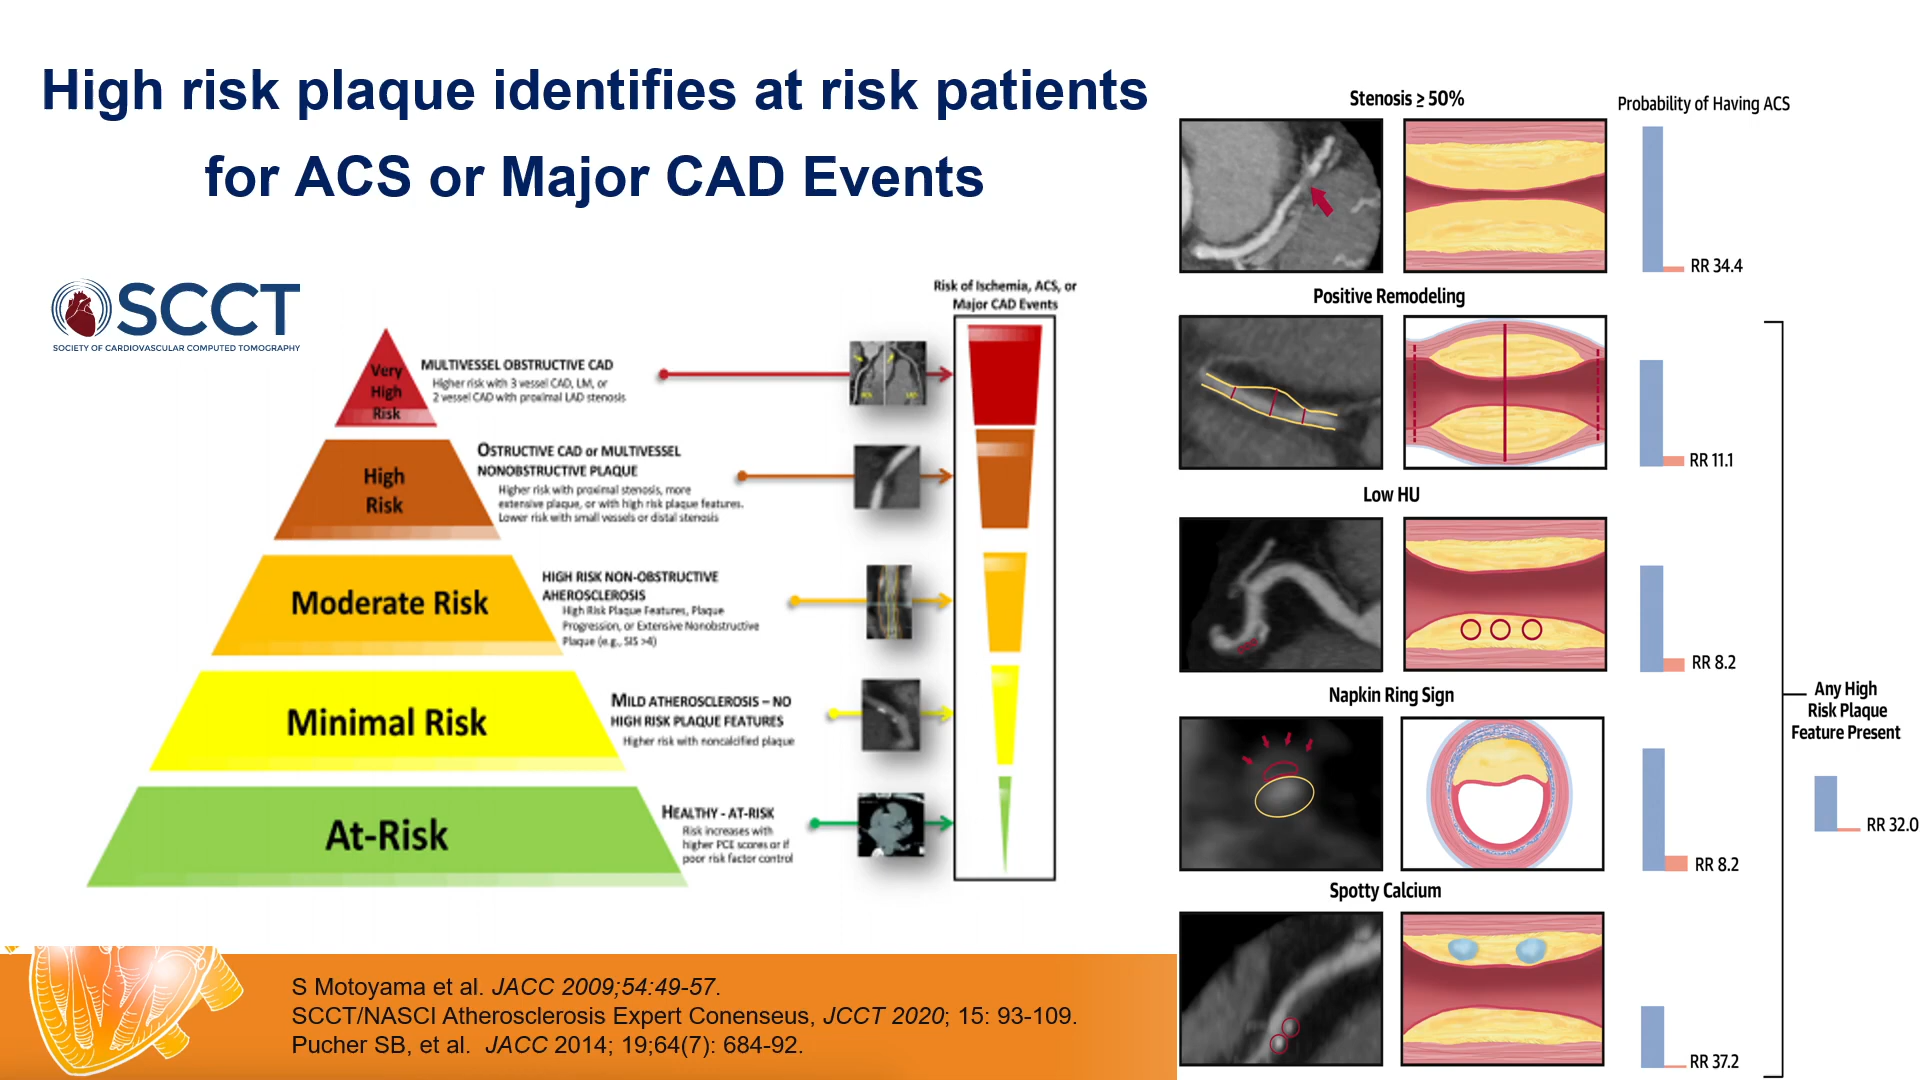 High risk plaque identifies at risk patients
for ACS or Major CAD Events
SCCT
SOCIETY OF CARDIOVASCULAR COMPUTED TOMOGRAPHY
Risk of Ischemia, ACS, or
Major CAD Events
Very
High
Risk
MULTIVESSEL OBSTRUCTIVE CAD
Higher risk with 3 vessel CAD, LM, or
2 vessel CAD with proximal LAD stenosis
High
Risk
OSTRUCTIVE CAD or MULTIVESSEL
NONOBSTRUCTIVE PLAQUE
Higher risk with proximal stenosis, more
extensive plaque, or with high risk plaque features.
Lower risk with small vessels or distal stenosis
Moderate Risk
HIGH RISK NON-OBSTRUCTIVE
AHEROSCLEROSIS
High Risk Plaque Features, Plaque
Progression, or Extensive Nonobstructive
Plaque (e.g., SIS >4)
Minimal Risk
MILD ATHEROSCLEROSIS – NO
HIGH RISK PLAQUE FEATURES
Higher risk with noncalcified plaque
At-Risk
HEALTHY - AT-RISK
Risk increases with
higher PCE scores or if
poor risk factor control
Stenosis ≥ 50%
Probability of Having ACS
RR 34.4
Positive Remodeling
RR 11.1
Low HU
RR 8.2
Napkin Ring Sign
RR 8.2
Spotty Calcium
RR 37.2
Any High
Risk Plaque
Feature Present
RR 32.0
S Motoyama et al. JACC 2009;54:49-57.
SCCT/NASCI Atherosclerosis Expert Conenseus, JCCT 2020; 15: 93-109.
Pucher SB, et al. JACC 2014; 19;64(7): 684-92.